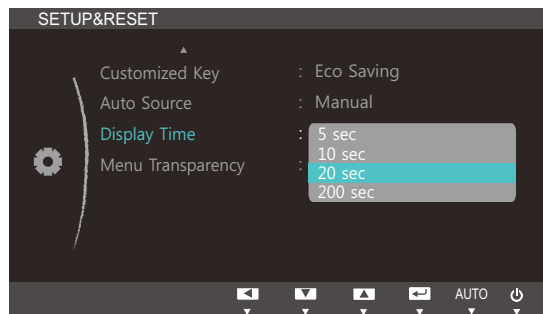 SETUP&RESET
Customized Key : Eco Saving
Auto Source : Manual
Display Time : 5 sec
10 sec
Menu Transparency : 20 sec
200 sec
AUTO